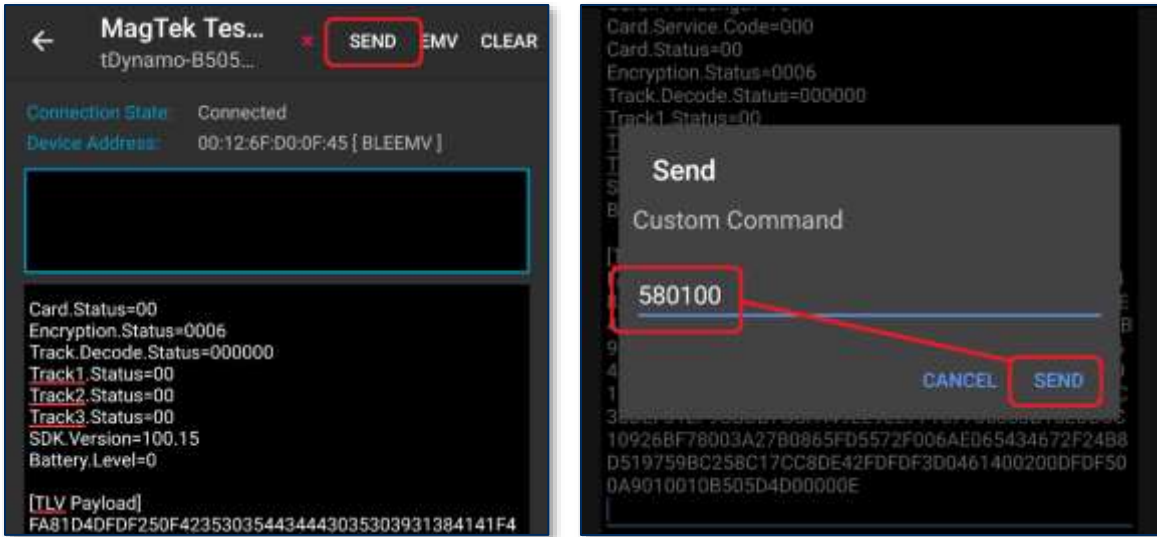 MagTek Tes...
tDynamo-B505...
SEND EMV CLEAR
Connection State: Connected
Device Address: 00:12:6F:D0:0F:45 [ BLEEMV ]
Card.Status=00
Encryption.Status=0006
Track.Decode.Status=000000
Track1.Status=00
Track2.Status=00
Track3.Status=00
SDK.Version=100.15
Battery.Level=0
[TLV Payload]
FA81D4DFDF250F42353035443444303035303931384141F4
Card.Service.Code=000
Card.Status=00
Encryption.Status=0006
Track.Decode.Status=000000
Track1.Status=00
Send
Custom Command
580100
CANCEL SEND
10926BF78003A27B0865FD5572F006AE065434672F24B8
D519759BC258C17CC8DE42FDFDF3D0461400200DFDF50
0A9010010B505D4D00000E